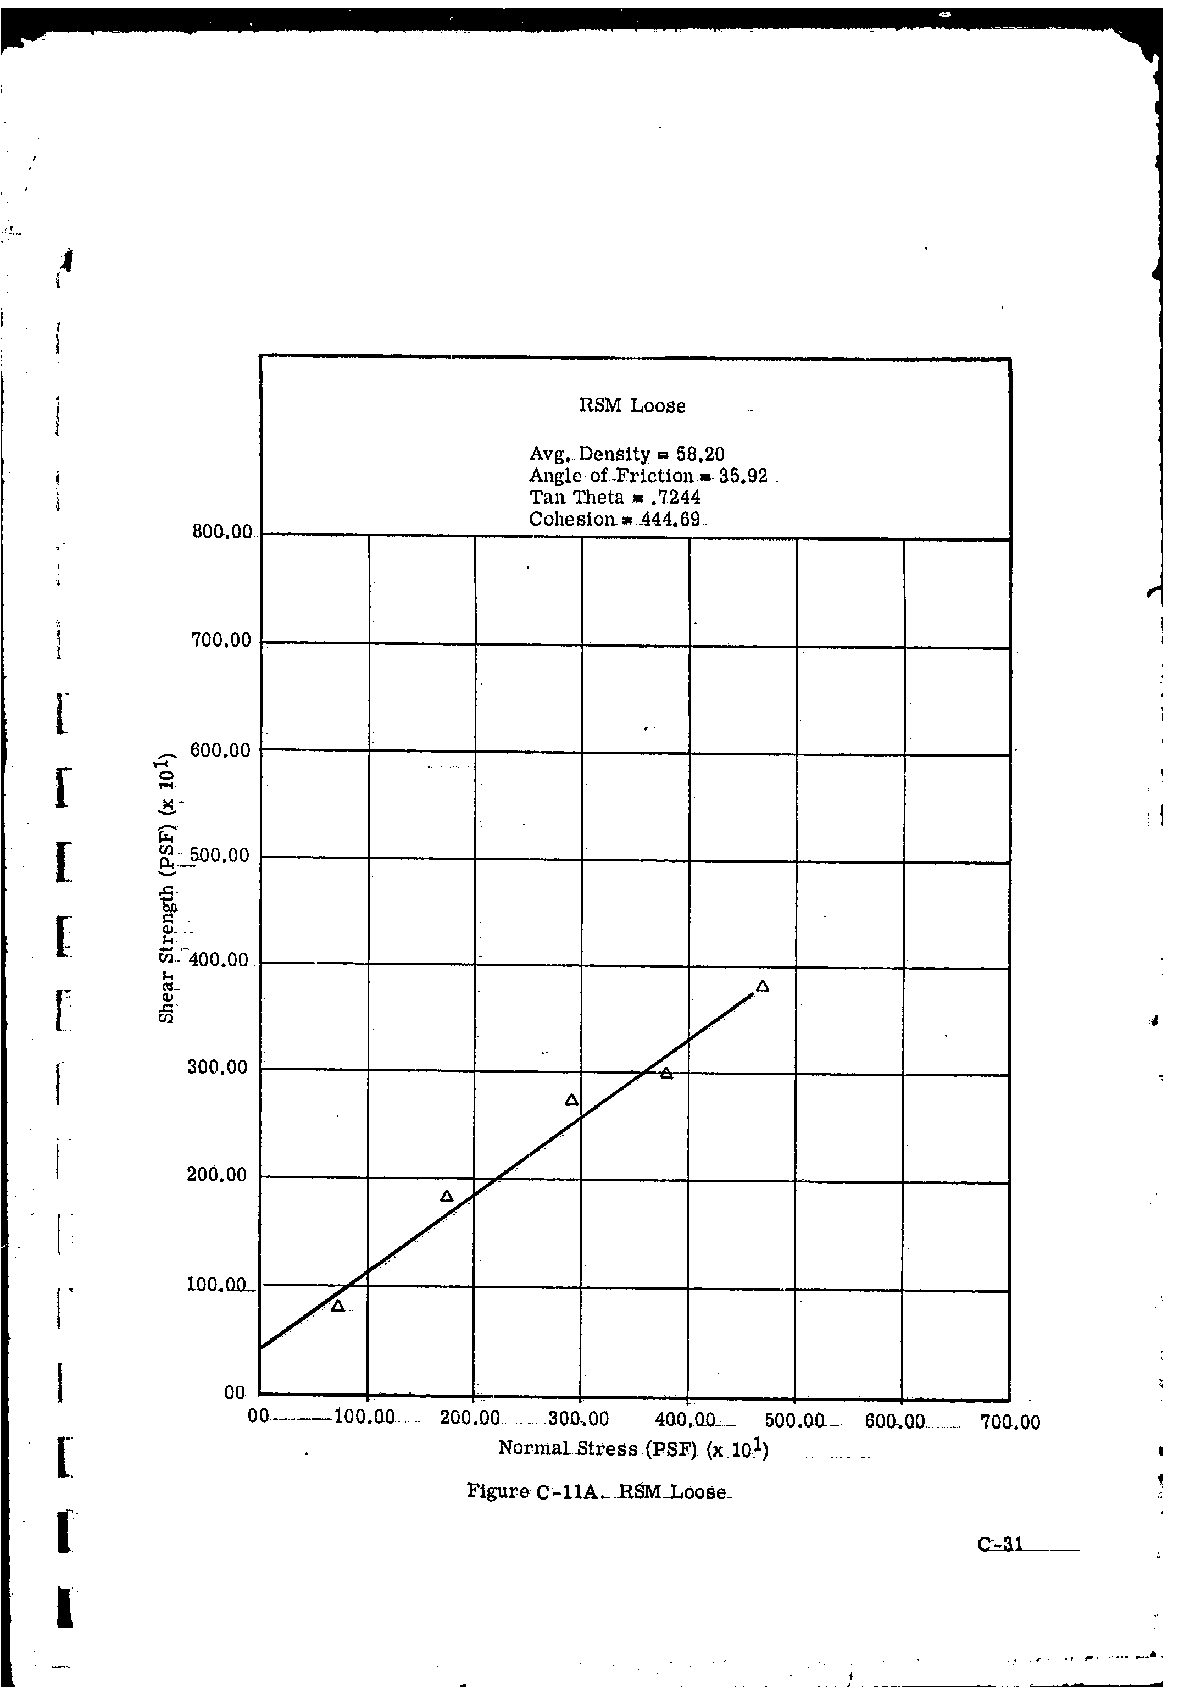 RSM Loose
Avg. Density = 58.20
Angle of Friction = 35.92
Tan Theta = .7244
Cohesion = 444.69
800.00
700.00
600.00
500.00
400.00
300.00
200.00
100.00
00
Shear Strength (PSF) (x 10¹)
00 100.00 200.00 300.00 400.00 500.00 600.00 700.00
Normal Stress (PSF) (x 10¹)
Figure C-11A. RSM Loose
C-31